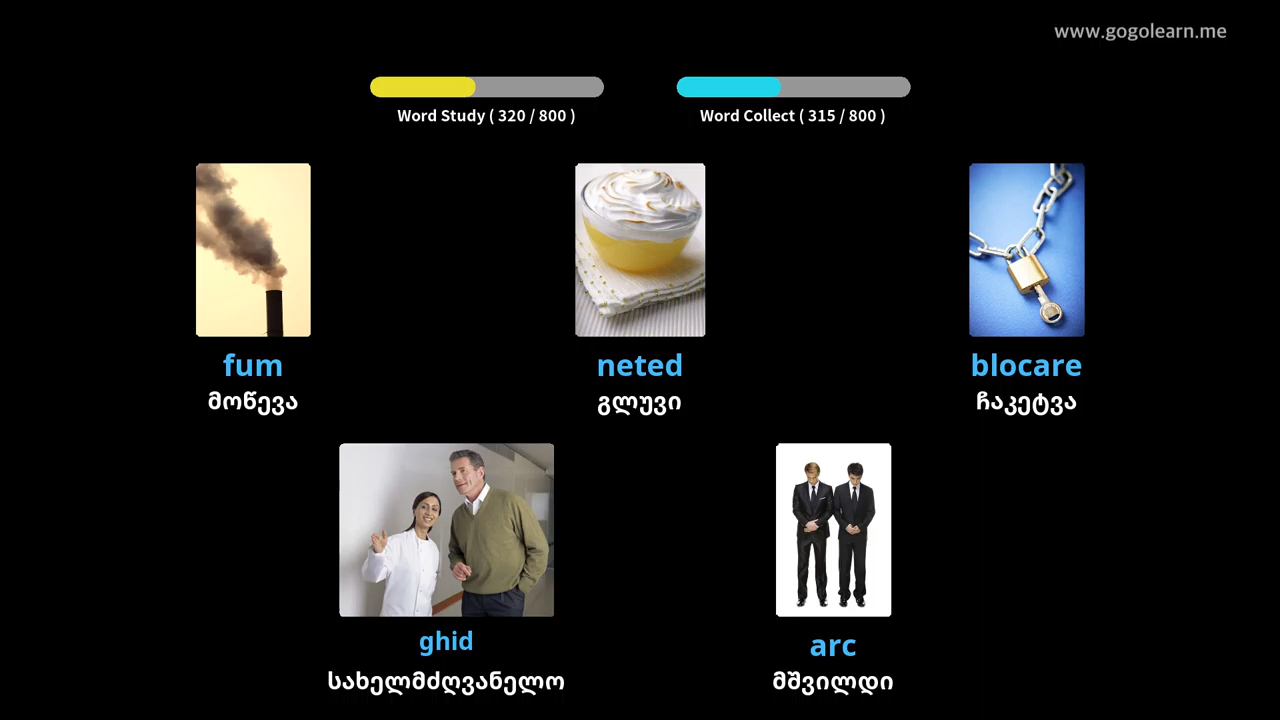 www.gogolearn.me
Word Study ( 320 / 800 )
Word Collect ( 315 / 800 )
fum
მოწევა
neted
გლუვი
blocare
ჩაკეტვა
ghid
სახელმძღვანელო
arc
მშვილდი